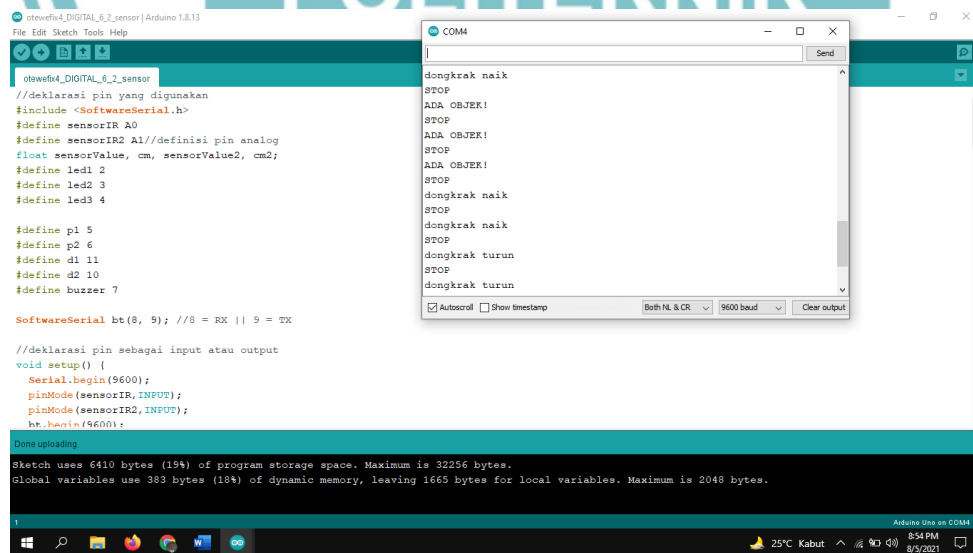 otewefix4_DIGITAL_6_2_sensor | Arduino 1.8.13
File Edit Sketch Tools Help
otewefix4_DIGITAL_6_2_sensor
//deklarasi pin yang digunakan
#include <SoftwareSerial.h>
#define sensorIR A0
#define sensorIR2 A1//definisi pin analog
float sensorValue, cm, sensorValue2, cm2;
#define led1 2
#define led2 3
#define led3 4
#define p1 5
#define p2 6
#define d1 11
#define d2 10
#define buzzer 7
SoftwareSerial bt(8, 9); //8 = RX || 9 = TX
//deklarasi pin sebagai input atau output
void setup() {
Serial.begin(9600);
pinMode(sensorIR,INPUT);
pinMode(sensorIR2,INPUT);
bt.begin(9600);
COM4
Send
dongkrak naik
STOP
ADA OBJEK!
STOP
ADA OBJEK!
STOP
ADA OBJEK!
STOP
dongkrak naik
STOP
dongkrak naik
STOP
dongkrak turun
STOP
dongkrak turun
Autoscroll Show timestamp Both NL & CR 9600 baud Clear output
Done uploading.
Sketch uses 6410 bytes (19%) of program storage space. Maximum is 32256 bytes.
Global variables use 383 bytes (18%) of dynamic memory, leaving 1665 bytes for local variables. Maximum is 2048 bytes.
1 Arduino Uno on COM4
25°C Kabut 8:54 PM
8/5/2021